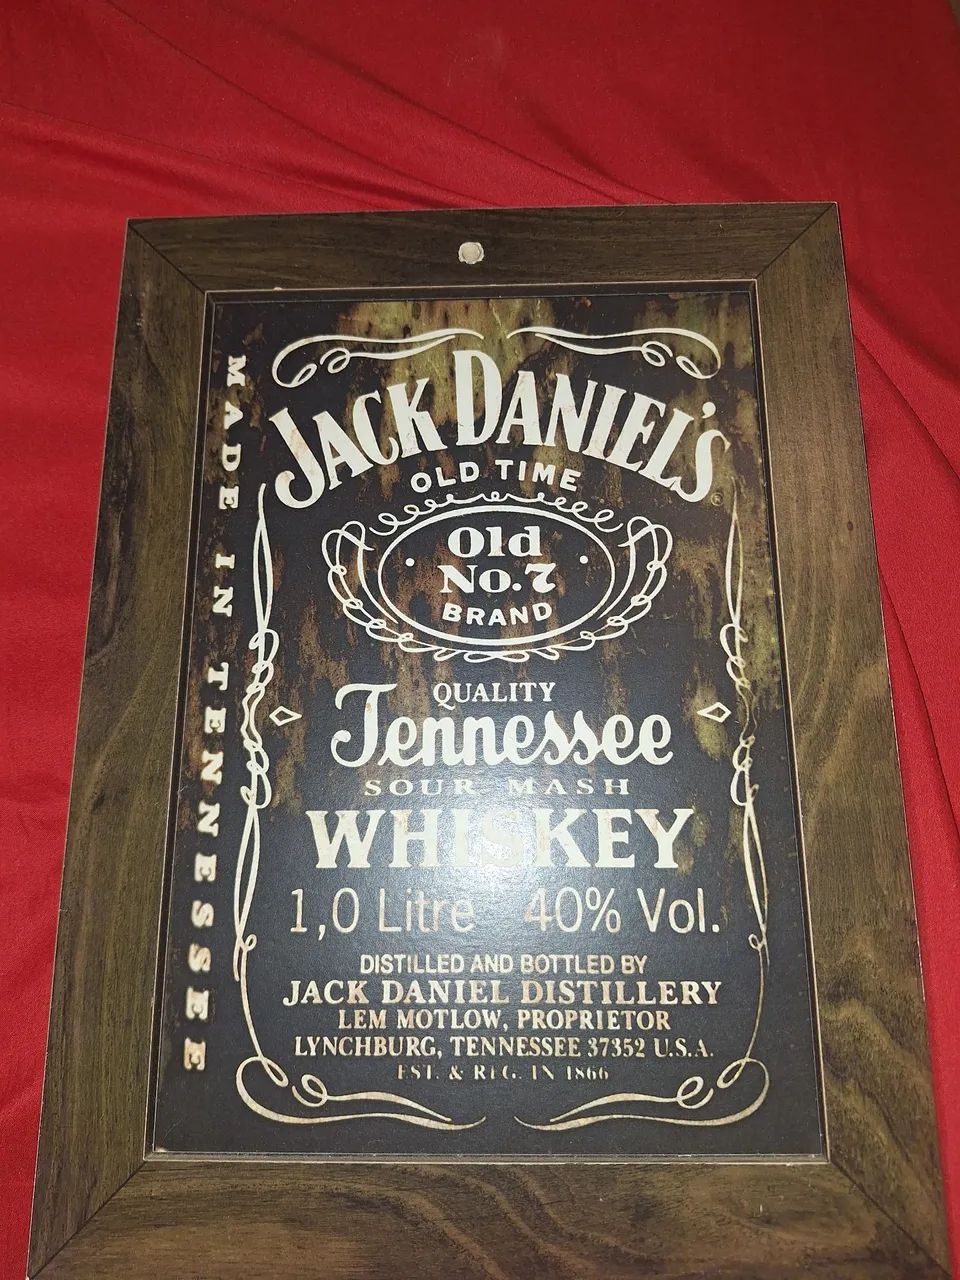 MADE IN TENNESSEE
JACK DANIEL'S
®
OLD TIME
Old
No.7
BRAND
QUALITY
Tennessee
SOUR MASH
WHISKEY
1,0 Litre 40% Vol.
DISTILLED AND BOTTLED BY
JACK DANIEL DISTILLERY
LEM MOTLOW, PROPRIETOR
LYNCHBURG, TENNESSEE 37352 U.S.A.
EST. & REG. IN 1866